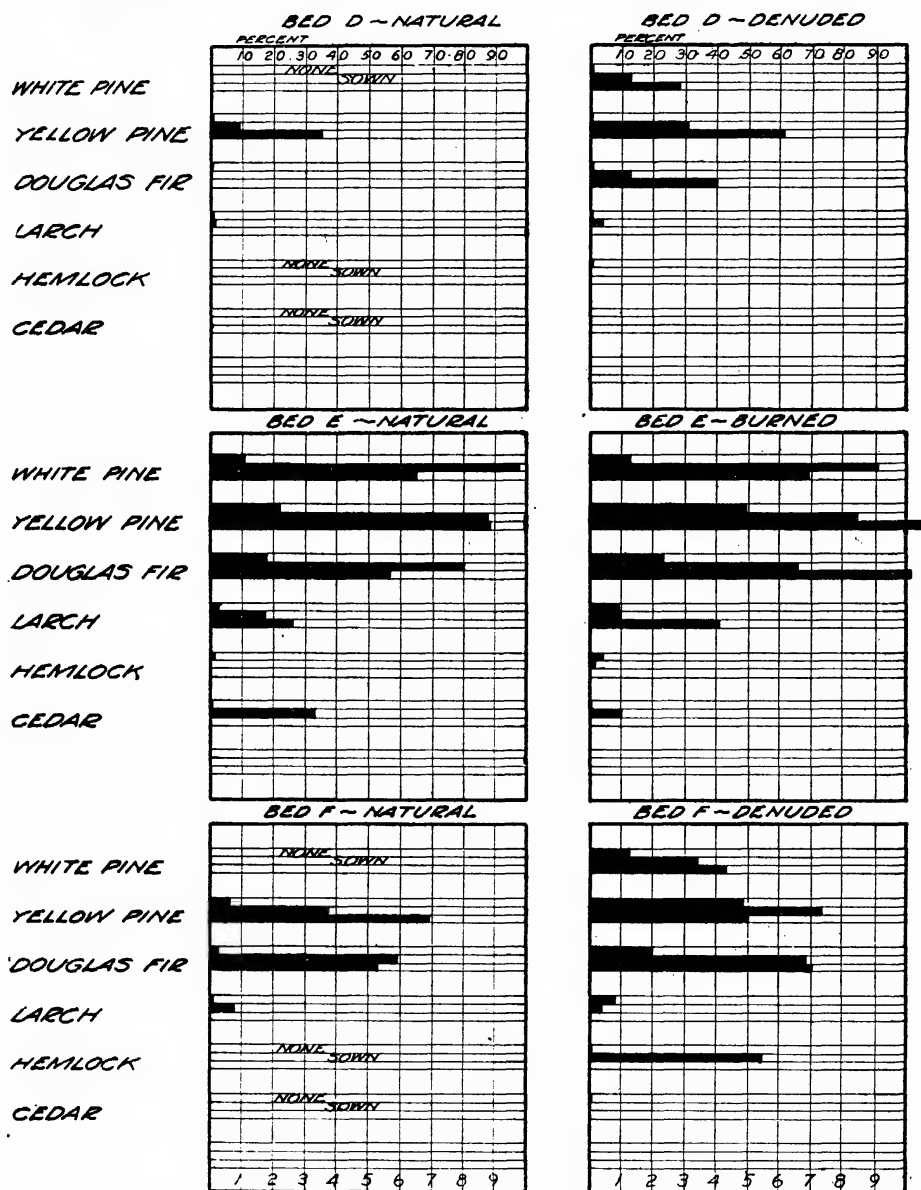 BED D ~ NATURAL
PERCENT
10 20 30 40 50 60 70 80 90
BED D ~ DENUDED
PERCENT
10 20 30 40 50 60 70 80 90
WHITE PINE
NONE SOWN
YELLOW PINE
DOUGLAS FIR
LARCH
HEMLOCK
NONE SOWN
CEDAR
NONE SOWN
BED E ~ NATURAL
BED E ~ BURNED
WHITE PINE
YELLOW PINE
DOUGLAS FIR
LARCH
HEMLOCK
CEDAR
BED F ~ NATURAL
BED F ~ DENUDED
WHITE PINE
NONE SOWN
YELLOW PINE
DOUGLAS FIR
LARCH
HEMLOCK
NONE SOWN
CEDAR
NONE SOWN
1 2 3 4 5 6 7 8 9
1 2 3 4 5 6 7 8 9